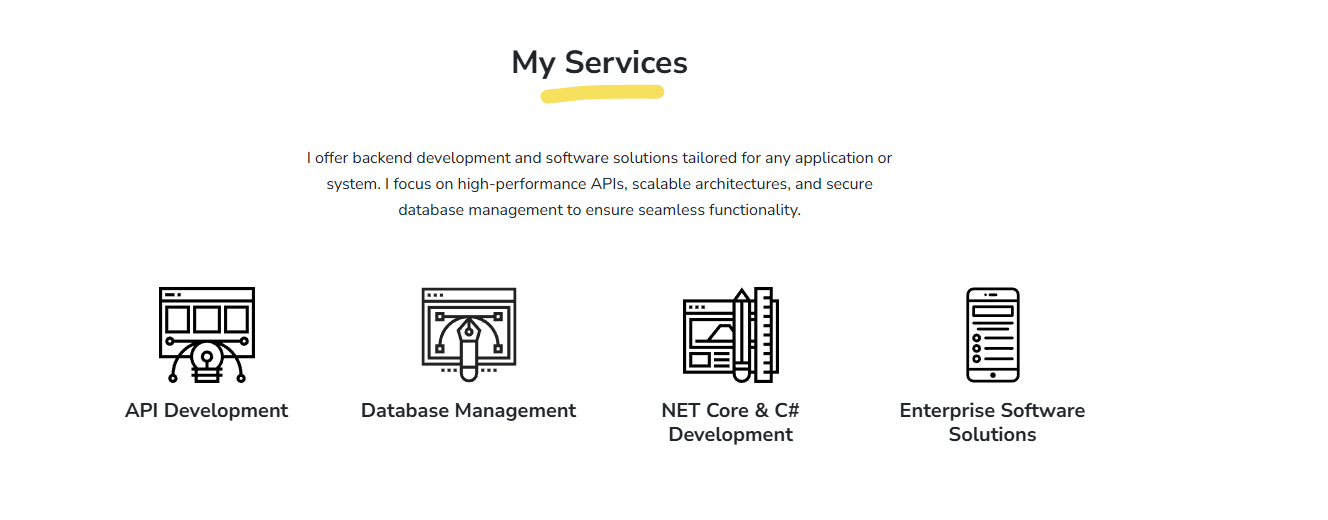 My Services
I offer backend development and software solutions tailored for any application or
system. I focus on high-performance APIs, scalable architectures, and secure
database management to ensure seamless functionality.
API Development
Database Management
NET Core & C#
Development
Enterprise Software
Solutions